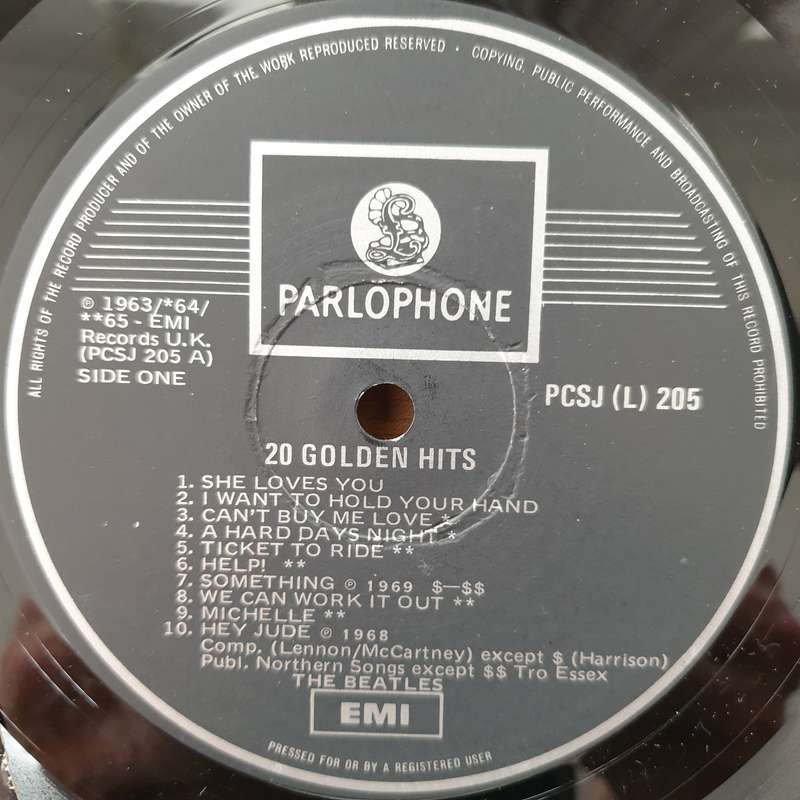 ALL RIGHTS OF THE RECORD PRODUCER AND OF THE OWNER OF THE WORK REPRODUCED RESERVED · COPYING, PUBLIC PERFORMANCE AND BROADCASTING OF THIS RECORD PROHIBITED
£
PARLOPHONE
℗ 1963/*64/
**65 - EMI
Records U.K.
(PCSJ 205 A)
SIDE ONE
PCSJ (L) 205
20 GOLDEN HITS
1. SHE LOVES YOU
2. I WANT TO HOLD YOUR HAND
3. CAN'T BUY ME LOVE *
4. A HARD DAYS NIGHT *
5. TICKET TO RIDE **
6. HELP! **
7. SOMETHING ℗ 1969 $—$$
8. WE CAN WORK IT OUT **
9. MICHELLE **
10. HEY JUDE ℗ 1968
Comp. (Lennon/McCartney) except $ (Harrison)
Publ. Northern Songs except $$ Tro Essex
THE BEATLES
EMI
PRESSED FOR OR BY A REGISTERED USER